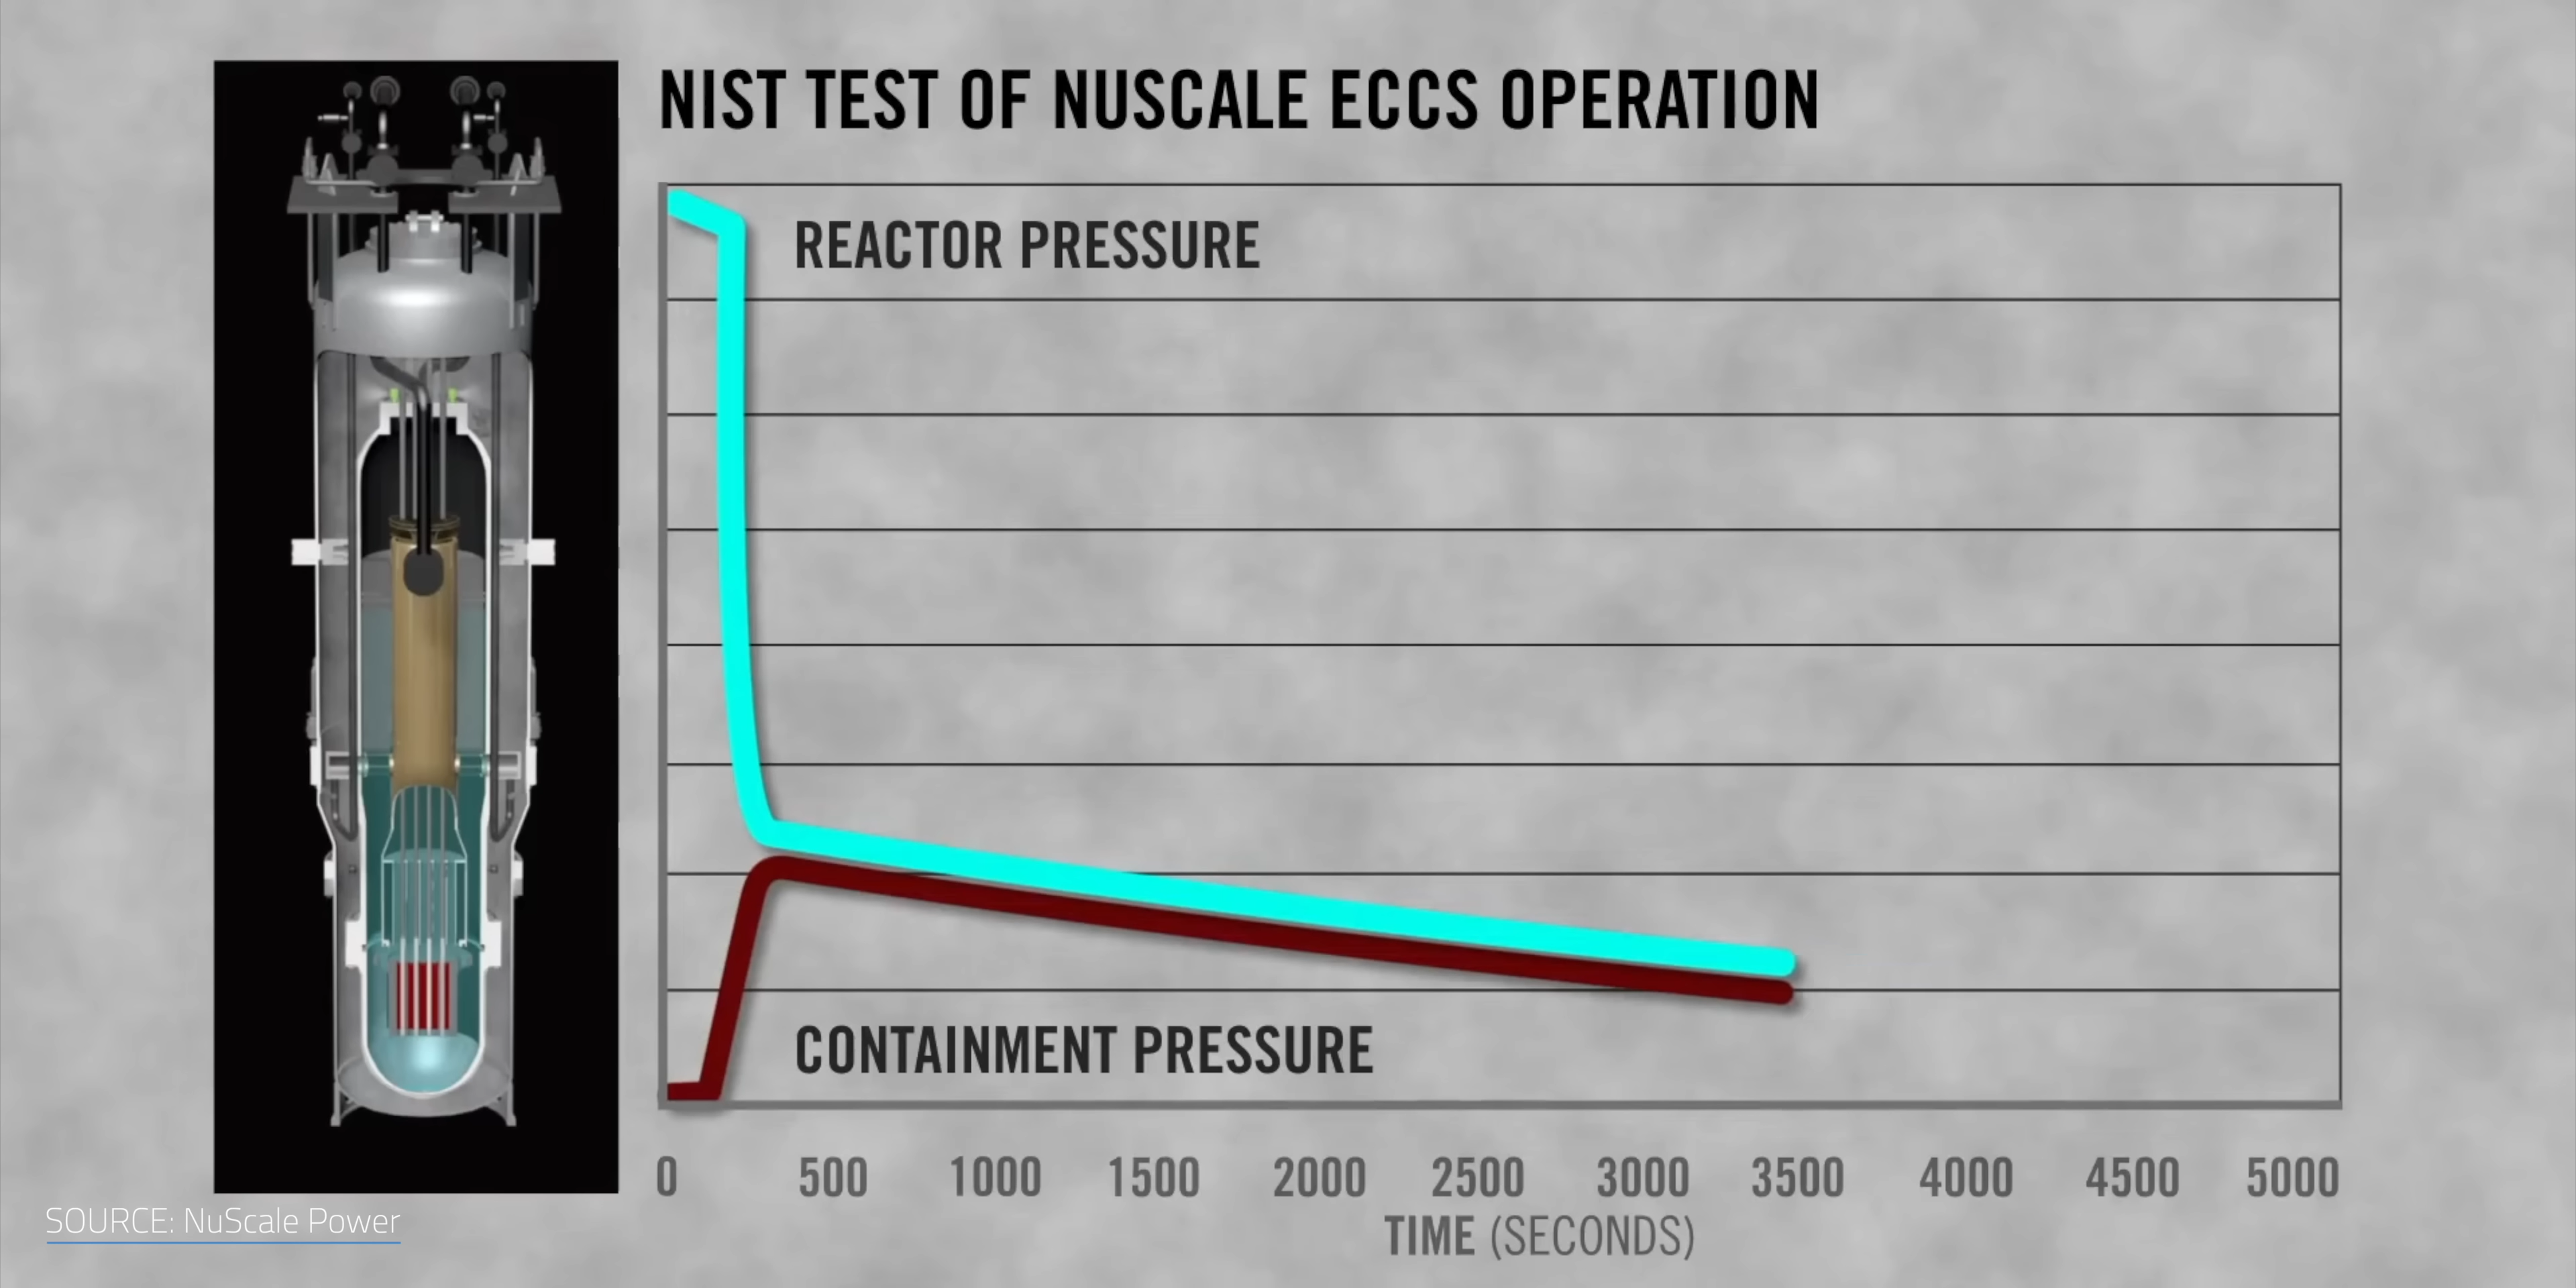 NIST TEST OF NUSCALE ECCS OPERATION
REACTOR PRESSURE
CONTAINMENT PRESSURE
0 500 1000 1500 2000 2500 3000 3500 4000 4500 5000
TIME (SECONDS)
SOURCE: NuScale Power